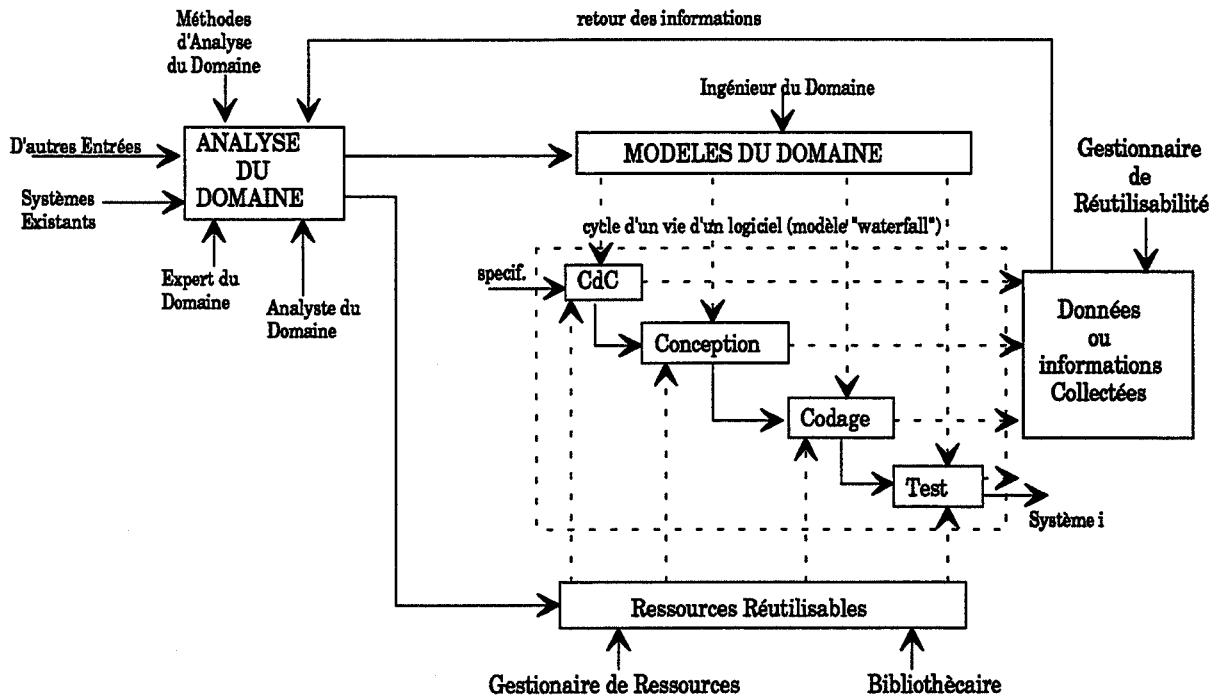 Méthodes
d'Analyse
du Domaine
retour des informations
Ingénieur du Domaine
D'autres Entrées
ANALYSE
DU
DOMAINE
MODELES DU DOMAINE
Gestionnaire
de
Réutilisabilité
Systèmes
Existants
cycle d'un vie d'un logiciel (modèle "waterfall")
Expert du
Domaine
Analyste du
Domaine
specif.
CdC
Conception
Codage
Test
Données
ou
informations
Collectées
Système i
Ressources Réutilisables
Gestionaire de Ressources
Bibliothècaire